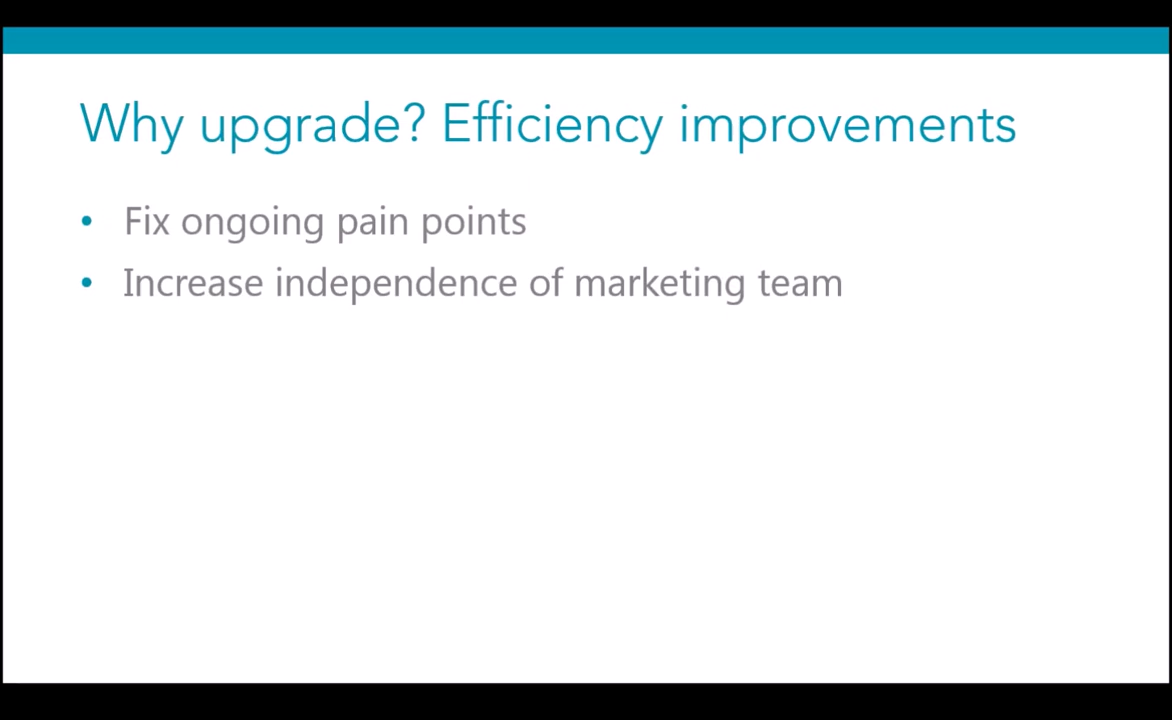 Why upgrade? Efficiency improvements
• Fix ongoing pain points
• Increase independence of marketing team